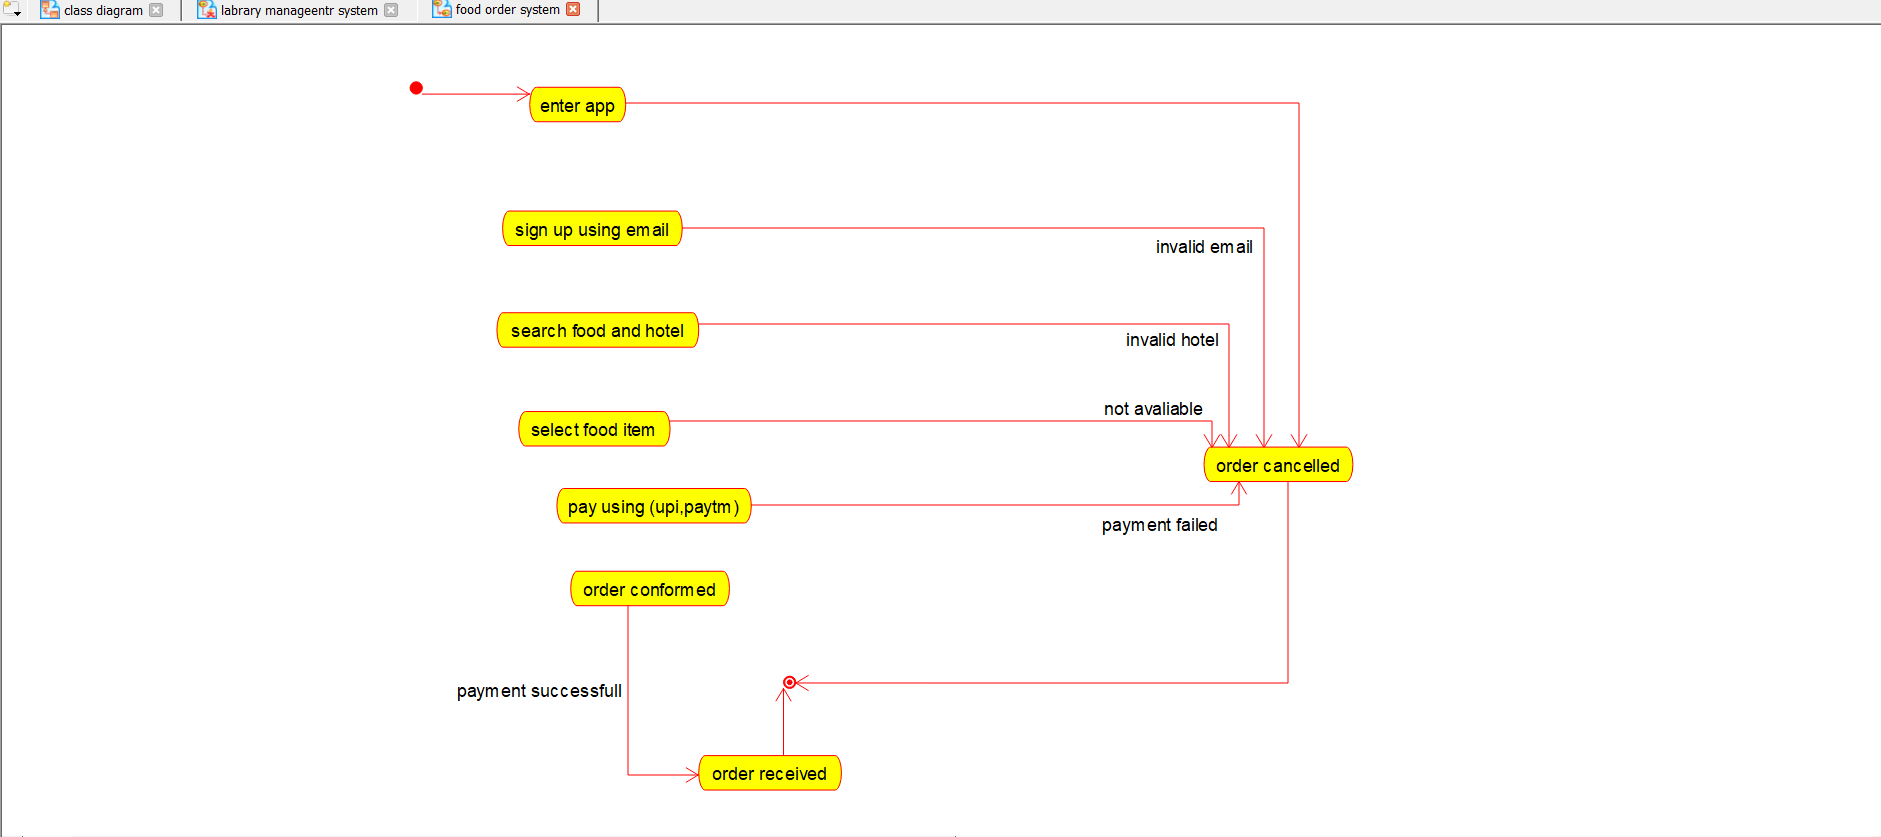 class diagram
labrary manageentr system
food order system
enter app
sign up using email
invalid email
search food and hotel
invalid hotel
not avaliable
select food item
order cancelled
pay using (upi,paytm)
payment failed
order conformed
payment successfull
order received